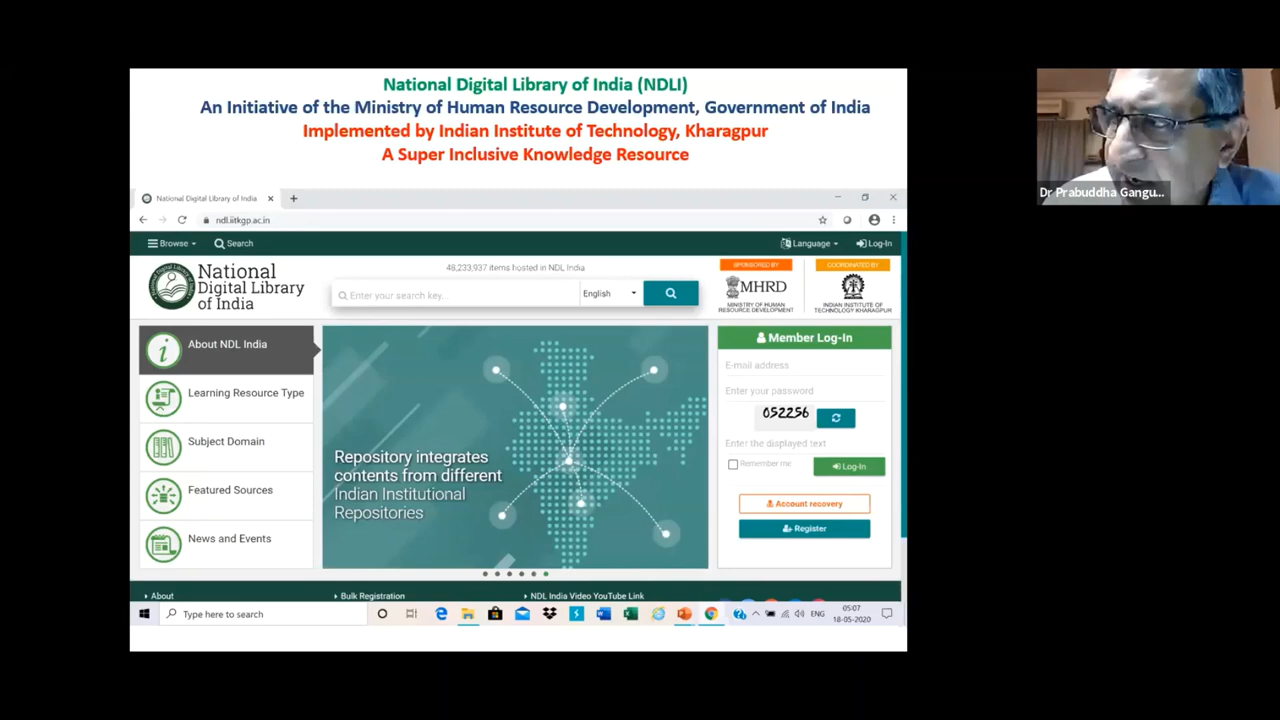 National Digital Library of India (NDLI)
An Initiative of the Ministry of Human Resource Development, Government of India
Implemented by Indian Institute of Technology, Kharagpur
A Super Inclusive Knowledge Resource
Dr Prabuddha Gangu...
National Digital Library of India
ndl.iitkgp.ac.in
Browse
Search
Language
Log-In
National
Digital Library
of India
48,233,937 items hosted in NDL India
Enter your search key...
English
SPONSORED BY
MHRD
MINISTRY OF HUMAN
RESOURCE DEVELOPMENT
COORDINATED BY
INDIAN INSTITUTE OF
TECHNOLOGY KHARAGPUR
About NDL India
Learning Resource Type
Subject Domain
Featured Sources
News and Events
Repository integrates
contents from different
Indian Institutional
Repositories
Member Log-In
E-mail address
Enter your password
052256
Enter the displayed text
Remember me
Log-In
Account recovery
Register
About
Bulk Registration
NDL India Video YouTube Link
Type here to search
ENG
05:07
18-05-2020